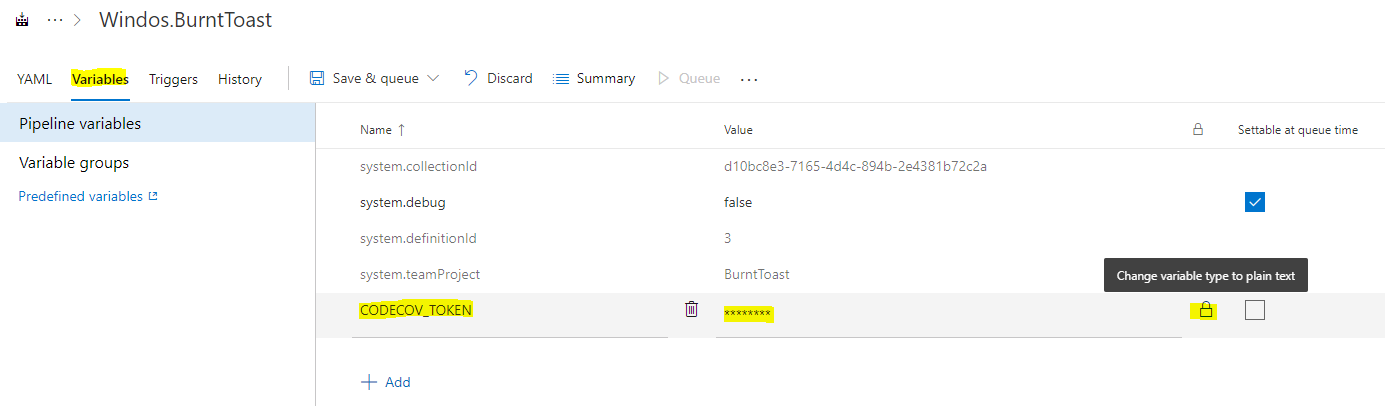 ··· > Windos.BurntToast
YAML Variables Triggers History Save & queue Discard Summary Queue ···
Pipeline variables
Variable groups
Predefined variables
Name ↑ Value Settable at queue time
system.collectionId d10bc8e3-7165-4d4c-894b-2e4381b72c2a
system.debug false
system.definitionId 3
system.teamProject BurntToast
Change variable type to plain text
CODECOV_TOKEN ********
+ Add